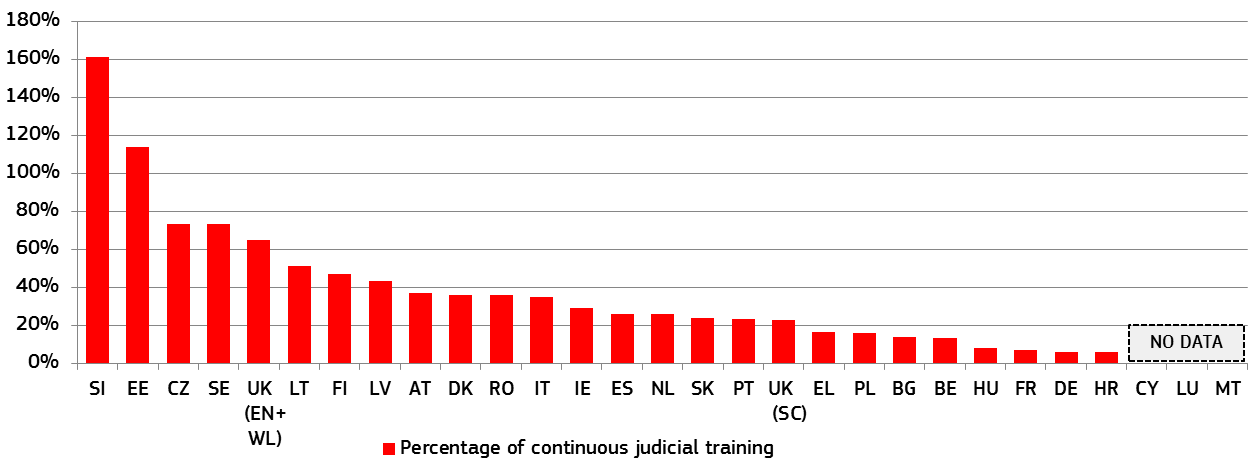 180%
160%
140%
120%
100%
80%
60%
40%
20%
0%
NO DATA
SI EE CZ SE UK LT FI LV AT DK RO IT IE ES NL SK PT UK EL PL BG BE HU FR DE HR CY LU MT
(EN+ (SC)
WL)
Percentage of continuous judicial training